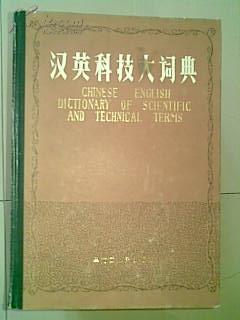 汉英科技大词典
CHINESE ENGLISH
DICTIONARY OF SCIENTIFIC
AND TECHNICAL TERMS